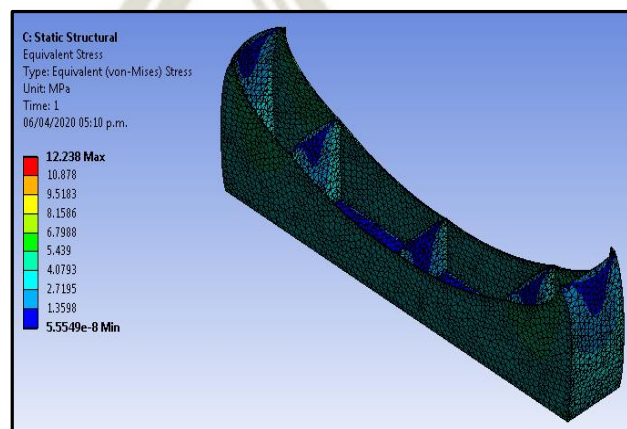 C: Static Structural
Equivalent Stress
Type: Equivalent (von-Mises) Stress
Unit: MPa
Time: 1
06/04/2020 05:10 p.m.
12.238 Max
10.878
9.5183
8.1586
6.7988
5.439
4.0793
2.7195
1.3598
5.5549e-8 Min